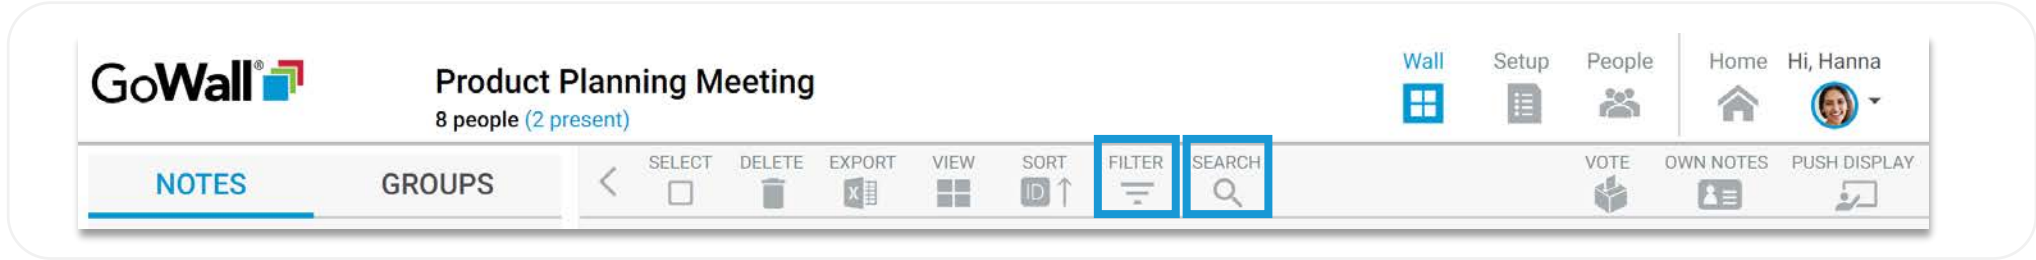 GoWall®
Product Planning Meeting
8 people (2 present)
Wall
Setup
People
Home
Hi, Hanna
NOTES
GROUPS
SELECT
DELETE
EXPORT
X
VIEW
SORT
ID
FILTER
SEARCH
VOTE
OWN NOTES
PUSH DISPLAY